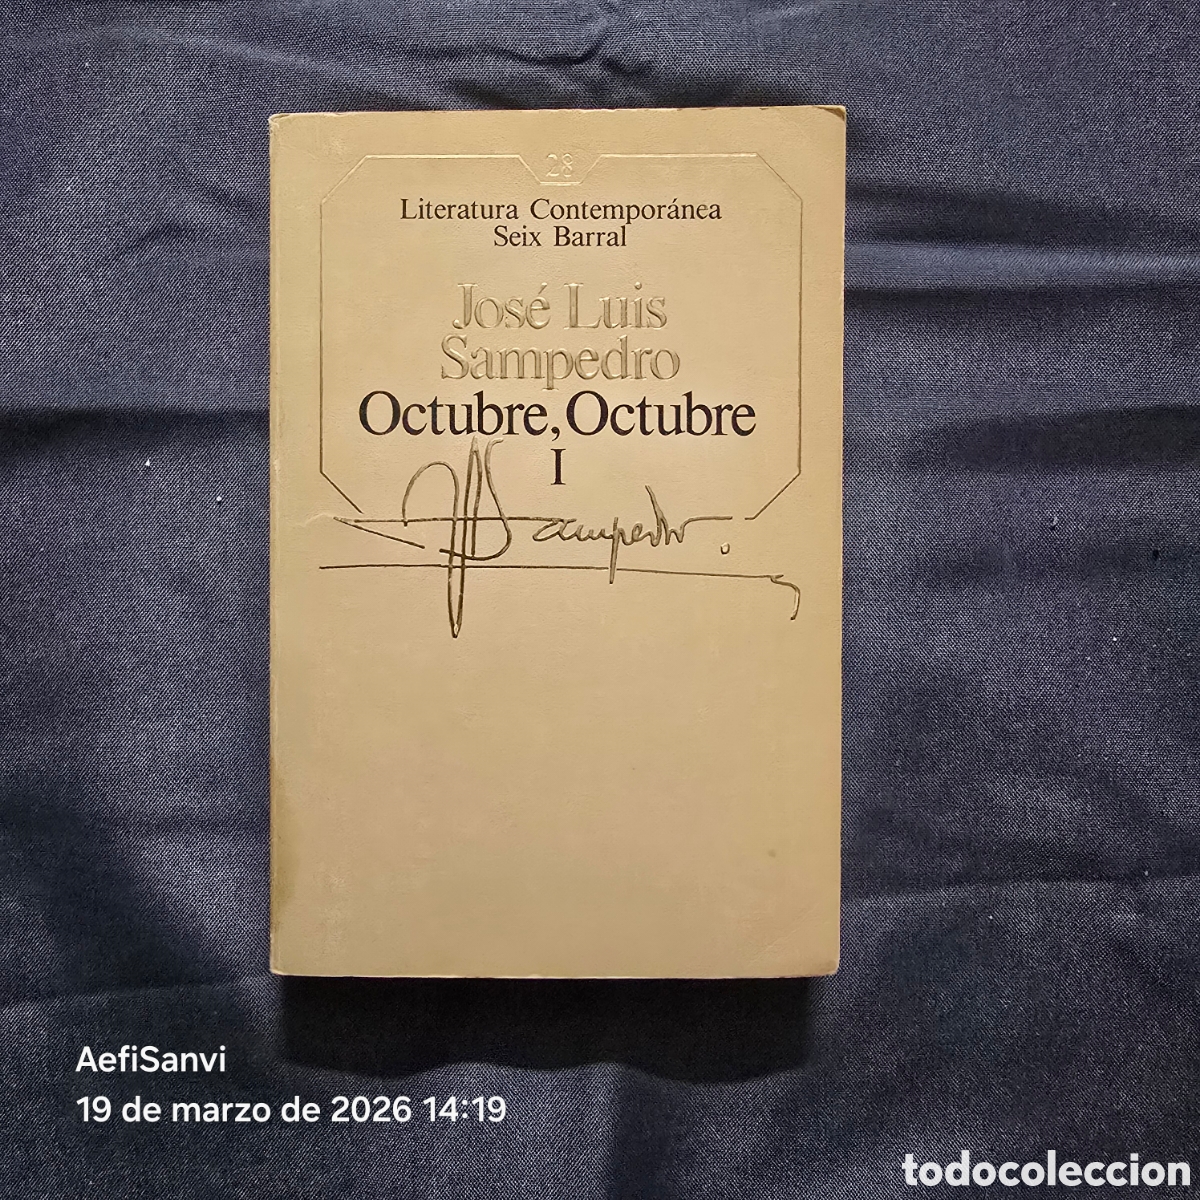 28
Literatura Contemporánea
Seix Barral
José Luis
Sampedro
Octubre, Octubre
I
JLSampedro.
AefiSanvi
19 de marzo de 2026 14:19
todocoleccion